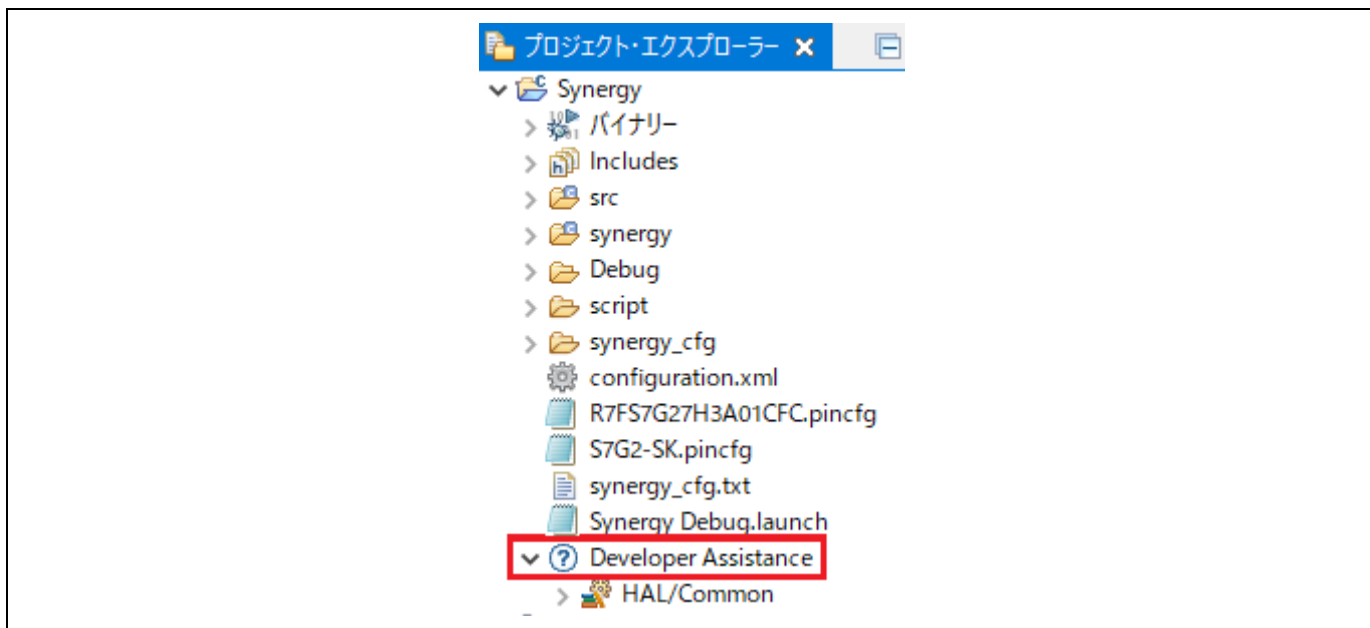 プロジェクト・エクスプローラー
Synergy
バイナリー
Includes
src
synergy
Debug
script
synergy_cfg
configuration.xml
R7FS7G27H3A01CFC.pincfg
S7G2-SK.pincfg
synergy_cfg.txt
Synergy Debug.launch
Developer Assistance
HAL/Common